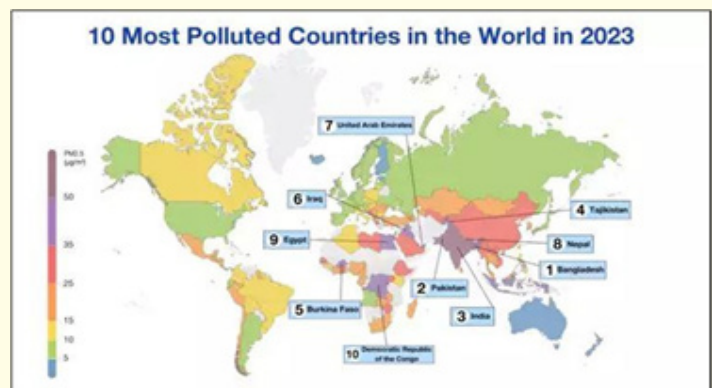 10 Most Polluted Countries in the World in 2023
7 United Arab Emirates
PM2.5
(µg/m³)
50
35
25
15
10
5
6 Iraq
4 Tajikistan
9 Egypt
8 Nepal
1 Bangladesh
2 Pakistan
5 Burkina Faso
3 India
10 Democratic Republic
of the Congo